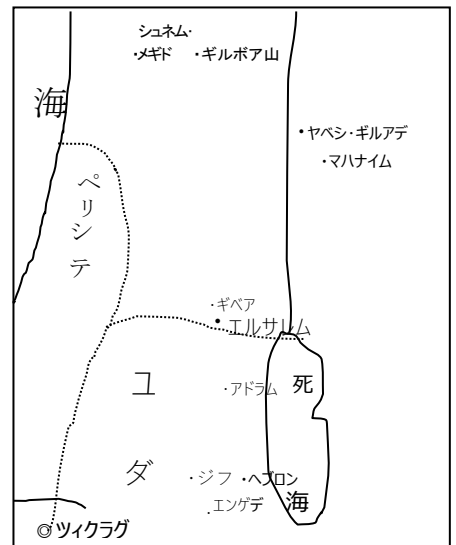 シュネム·
·メギド ·ギルボア山
海
·ヤベシ·ギルアデ
·マハナイム
ペリシテ
·ギベア
·エルサレム
ユダ
·アドラム
死海
·ジフ ·ヘブロン
·エンゲデ
◎ツィクラグ